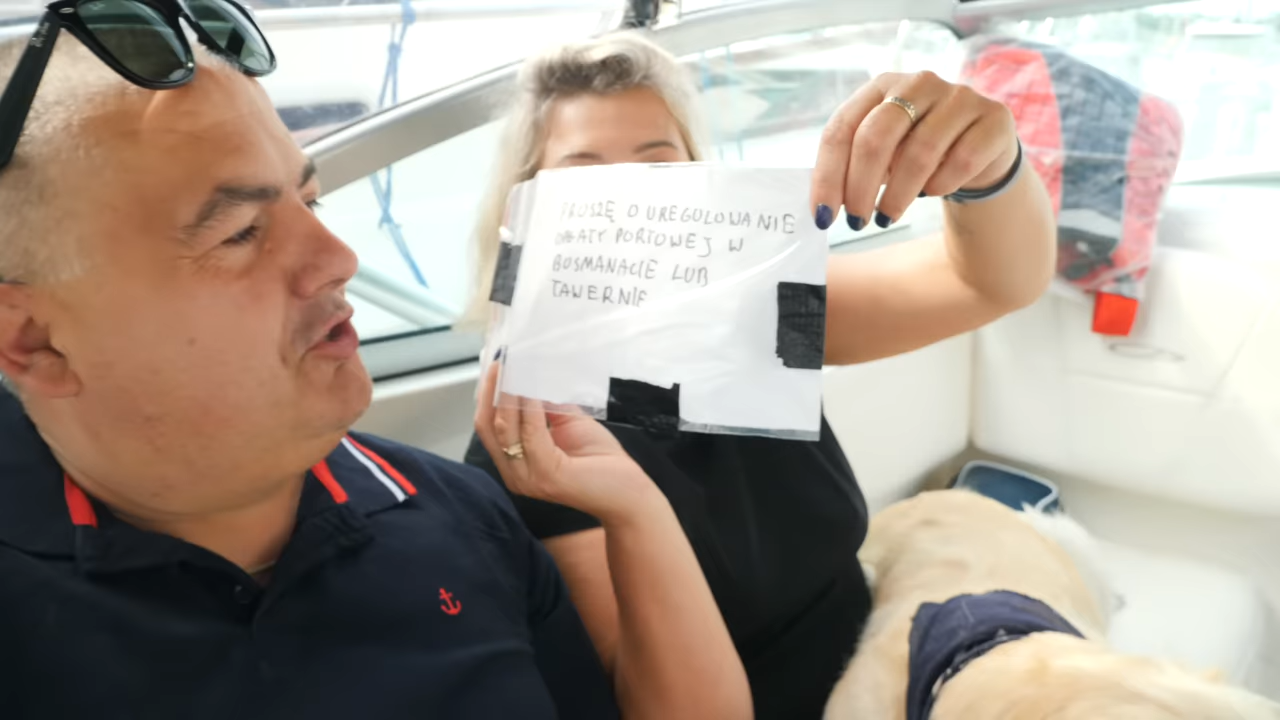 PROSZĘ O UREGULOWANIE
OPŁATY PORTOWEJ W
BOSMANACIE LUB
TAWERNIE